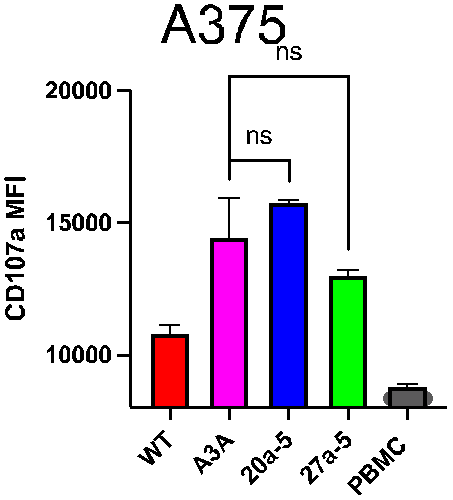 A375
ns
ns
20000
15000
10000
CD107a MFI
WT
A3A
20a-5
27a-5
PBMC